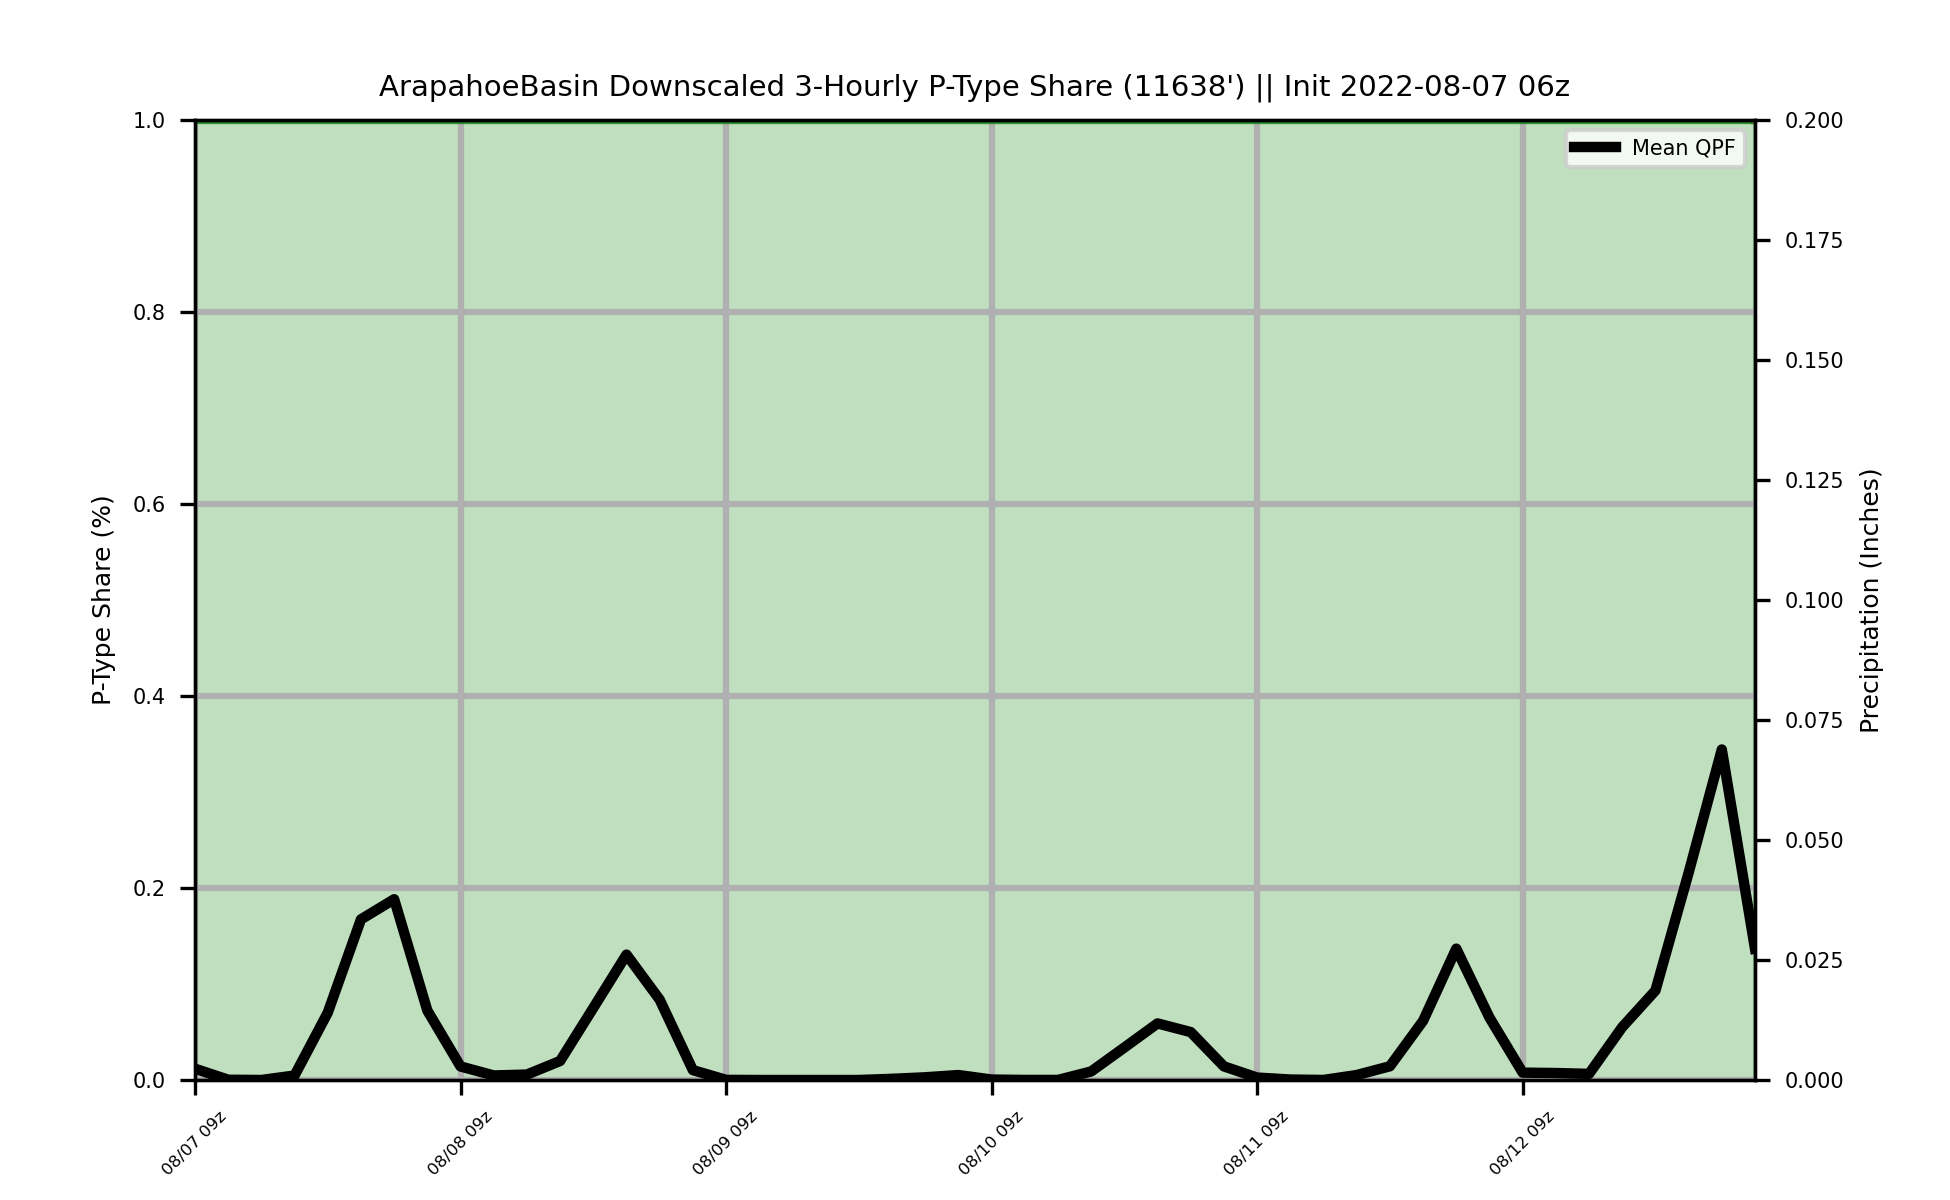 ArapahoeBasin Downscaled 3-Hourly P-Type Share (11638') || Init 2022-08-07 06z
Mean QPF
P-Type Share (%)
1.0
0.8
0.6
0.4
0.2
0.0
0.200
0.175
0.150
0.125
0.100
0.075
0.050
0.025
0.000
Precipitation (Inches)
08/07 09z
08/08 09z
08/09 09z
08/10 09z
08/11 09z
08/12 09z